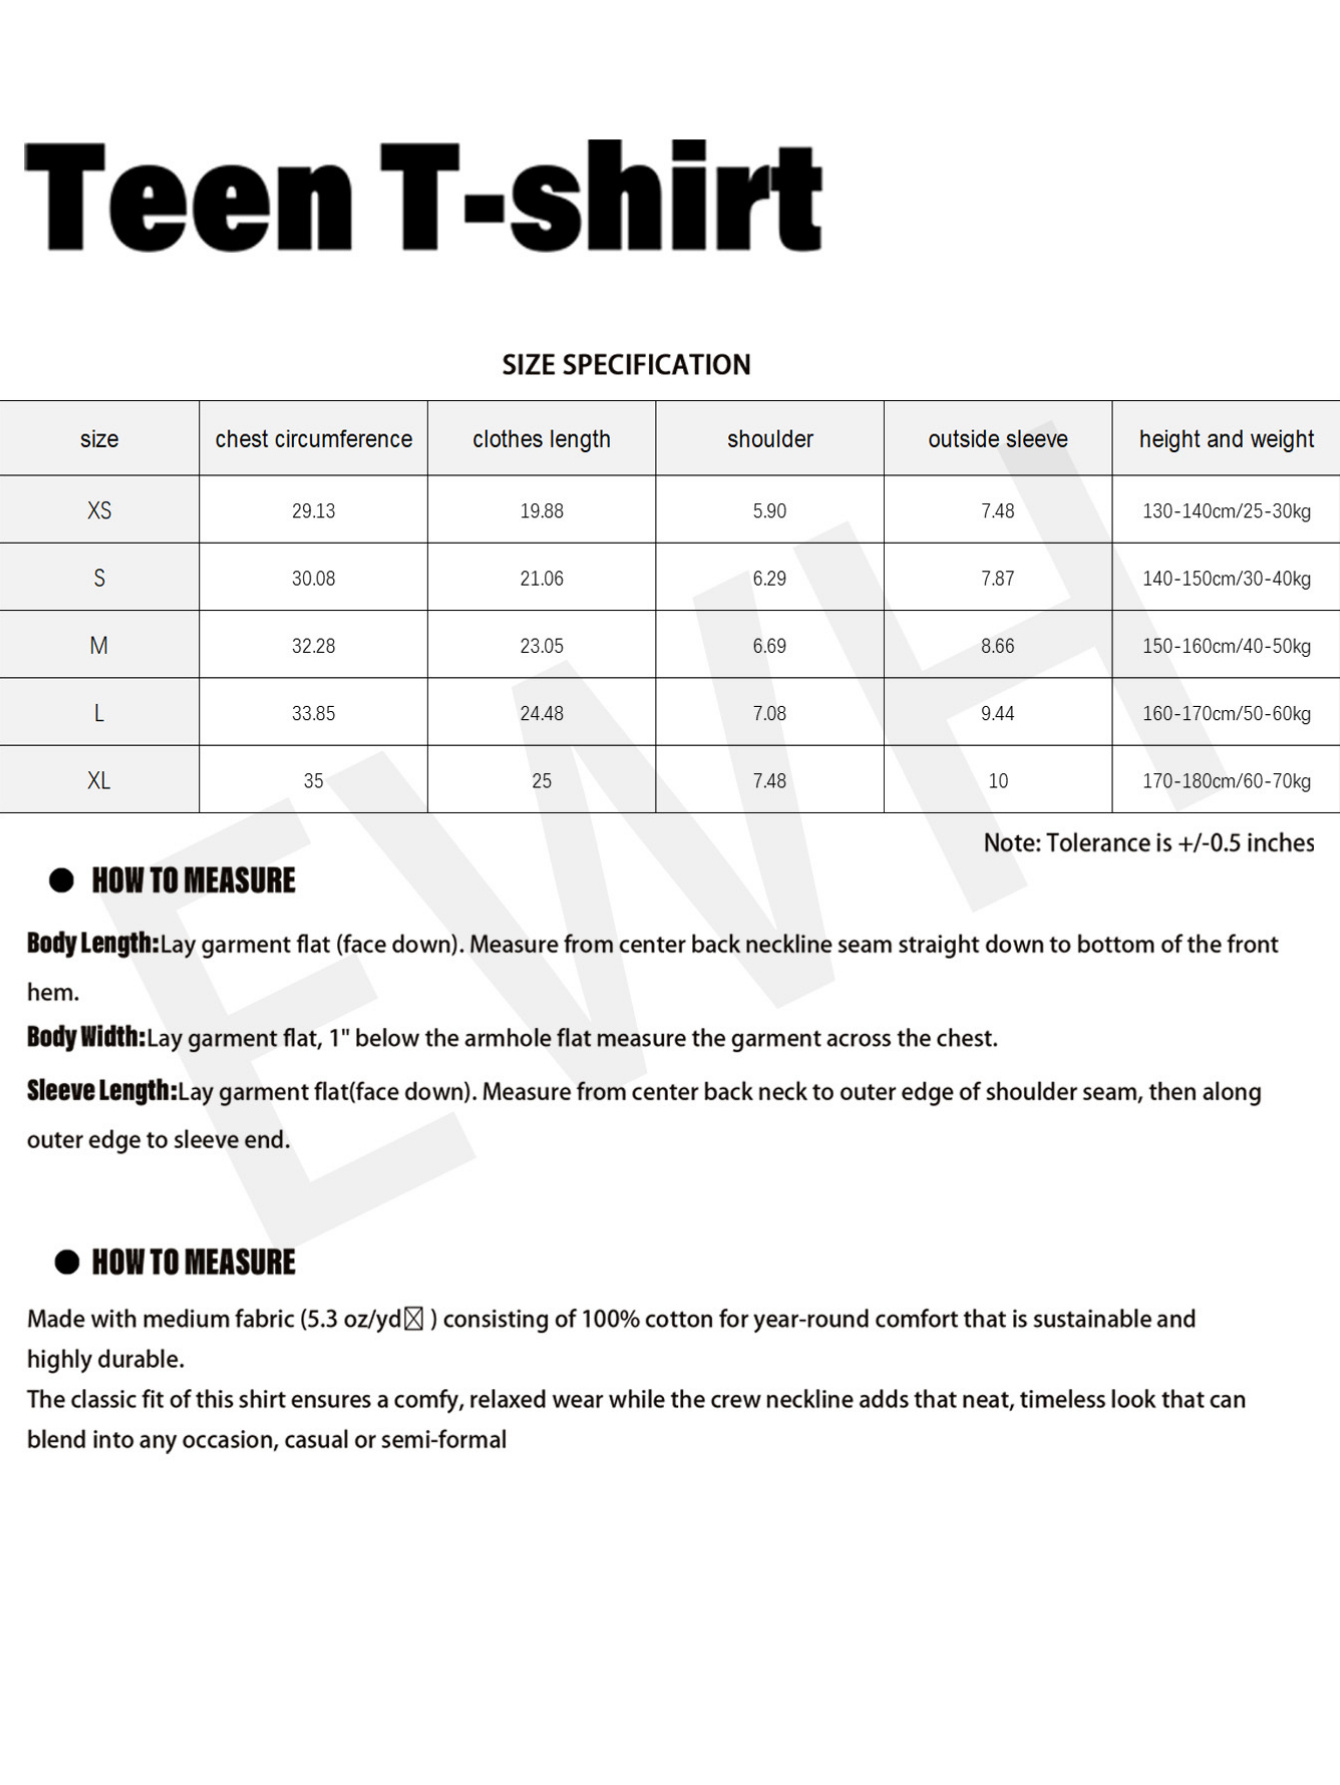 Teen T-shirt
SIZE SPECIFICATION
size chest circumference clothes length shoulder outside sleeve height and weight
XS 29.13 19.88 5.90 7.48 130-140cm/25-30kg
S 30.08 21.06 6.29 7.87 140-150cm/30-40kg
M 32.28 23.05 6.69 8.66 150-160cm/40-50kg
L 33.85 24.48 7.08 9.44 160-170cm/50-60kg
XL 35 25 7.48 10 170-180cm/60-70kg
Note: Tolerance is +/-0.5 inches
● HOW TO MEASURE
Body Length:Lay garment flat (face down). Measure from center back neckline seam straight down to bottom of the front
hem.
Body Width:Lay garment flat, 1" below the armhole flat measure the garment across the chest.
Sleeve Length:Lay garment flat(face down). Measure from center back neck to outer edge of shoulder seam, then along
outer edge to sleeve end.
● HOW TO MEASURE
Made with medium fabric (5.3 oz/yd☒ ) consisting of 100% cotton for year-round comfort that is sustainable and
highly durable.
The classic fit of this shirt ensures a comfy, relaxed wear while the crew neckline adds that neat, timeless look that can
blend into any occasion, casual or semi-formal
EWH